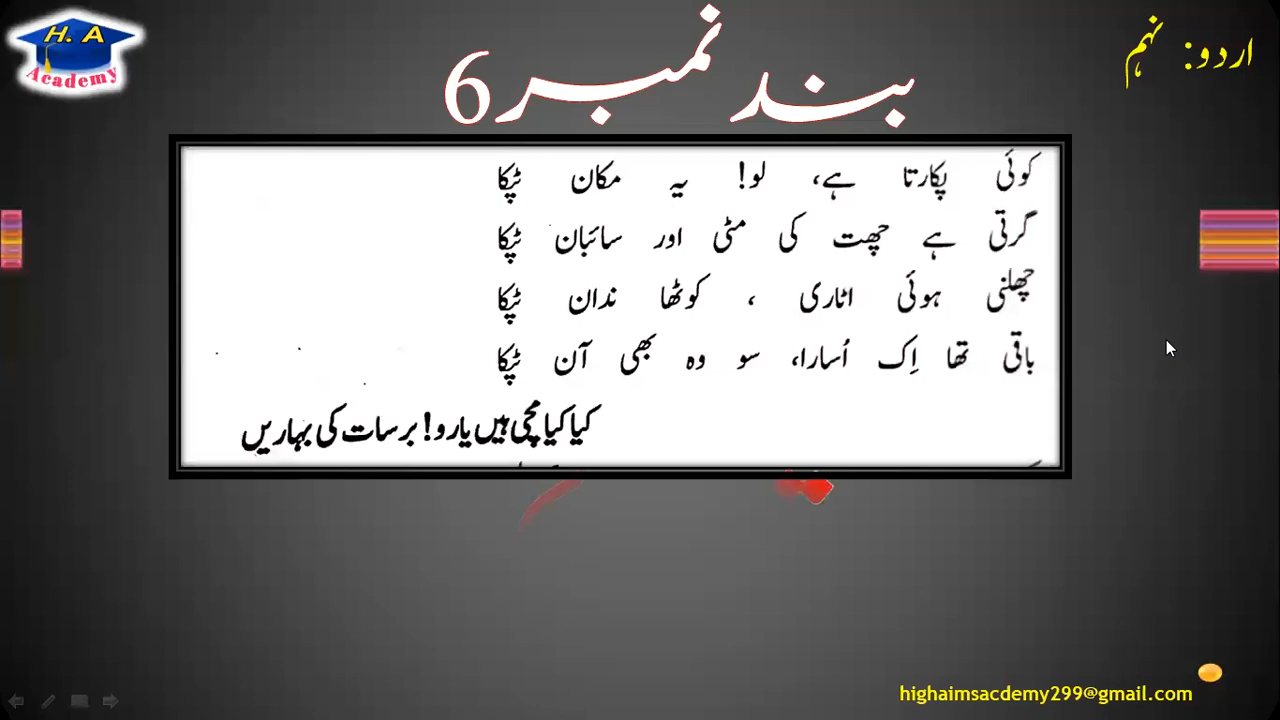 H. A
Academy
اردو: نہم
بند نمبر 6
کوئی پکارتا ہے، لو! یہ مکان ٹپکا
گرتی ہے چھت کی مٹی اور سائبان ٹپکا
چھلنی ہوئی اٹاری ، کوٹھا ندان ٹپکا
باقی تھا اِک اُسارا، سو وہ بھی آن ٹپکا
کیا کیا مچی ہیں یارو! برسات کی بہاریں
highaimsacdemy299@gmail.com